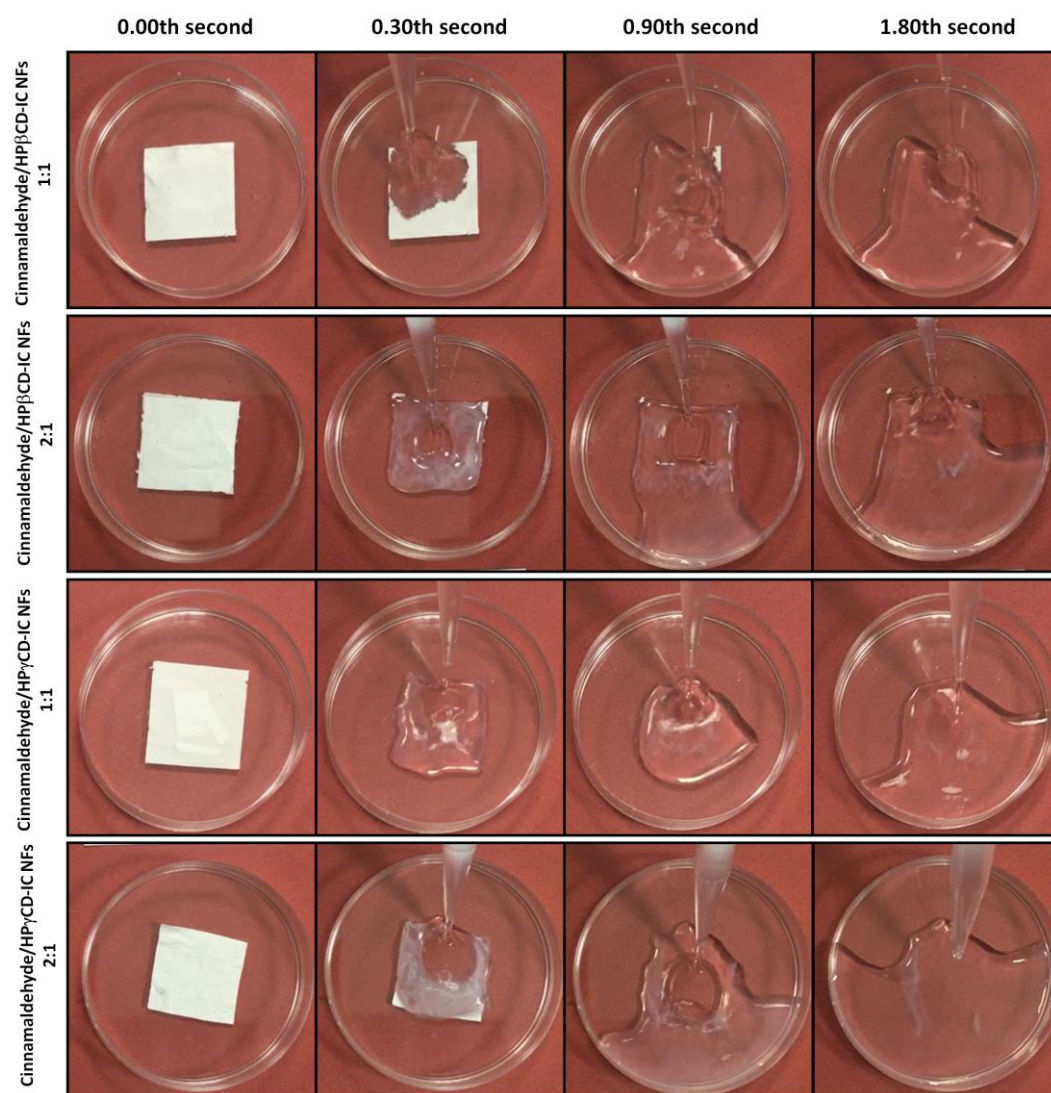 0.00th second 0.30th second 0.90th second 1.80th second
Cinnamaldehyde/HPβCD-IC NFs
1:1
Cinnamaldehyde/HPβCD-IC NFs
2:1
Cinnamaldehyde/HPγCD-IC NFs
1:1
Cinnamaldehyde/HPγCD-IC NFs
2:1